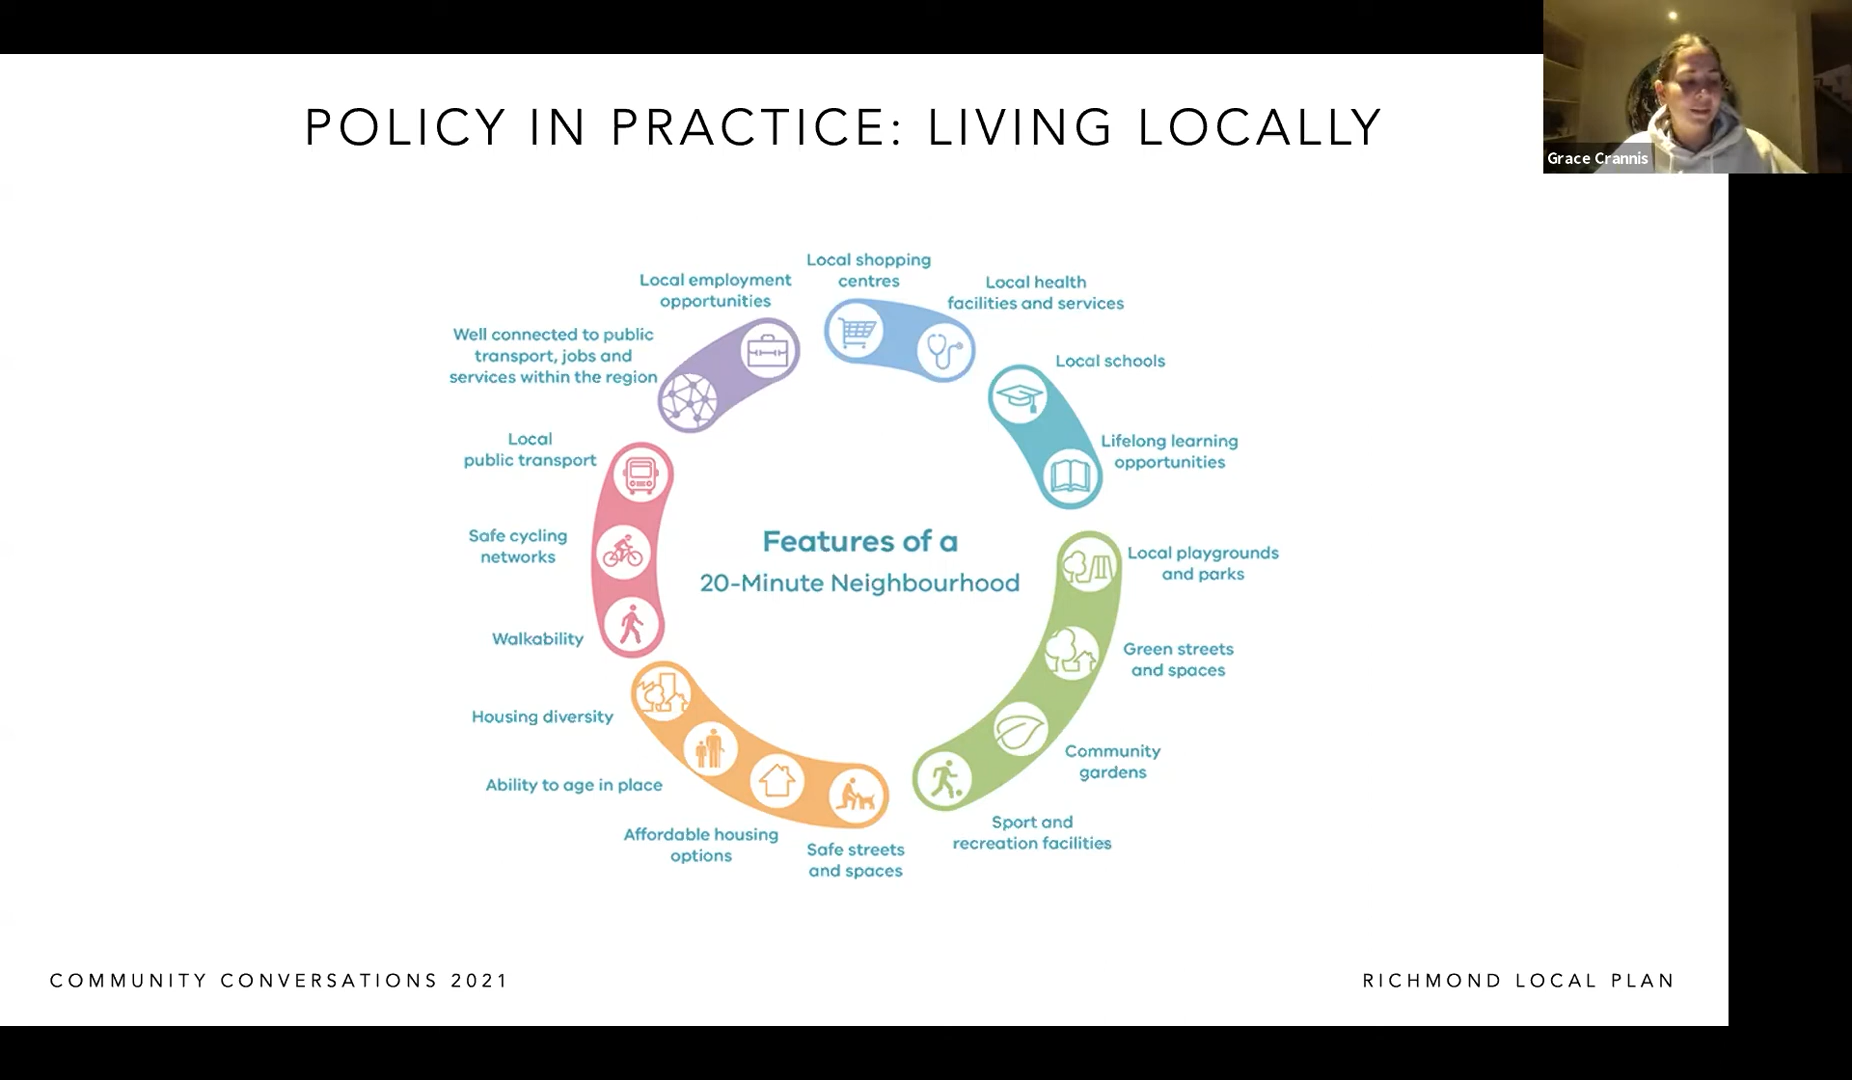 POLICY IN PRACTICE: LIVING LOCALLY
Grace Crannis
Local shopping
centres
Local health
facilities and services
Local schools
Lifelong learning
opportunities
Local playgrounds
and parks
Green streets
and spaces
Community
gardens
Sport and
recreation facilities
Safe streets
and spaces
Affordable housing
options
Ability to age in place
Housing diversity
Walkability
Safe cycling
networks
Local
public transport
Well connected to public
transport, jobs and
services within the region
Local employment
opportunities
Features of a
20-Minute Neighbourhood
COMMUNITY CONVERSATIONS 2021
RICHMOND LOCAL PLAN